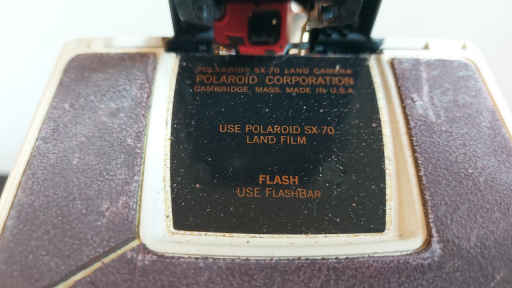 POLAROID SX-70 LAND CAMERA
POLAROID CORPORATION
CAMBRIDGE, MASS. MADE IN U.S.A.
USE POLAROID SX-70
LAND FILM
FLASH
USE FLASHBAR